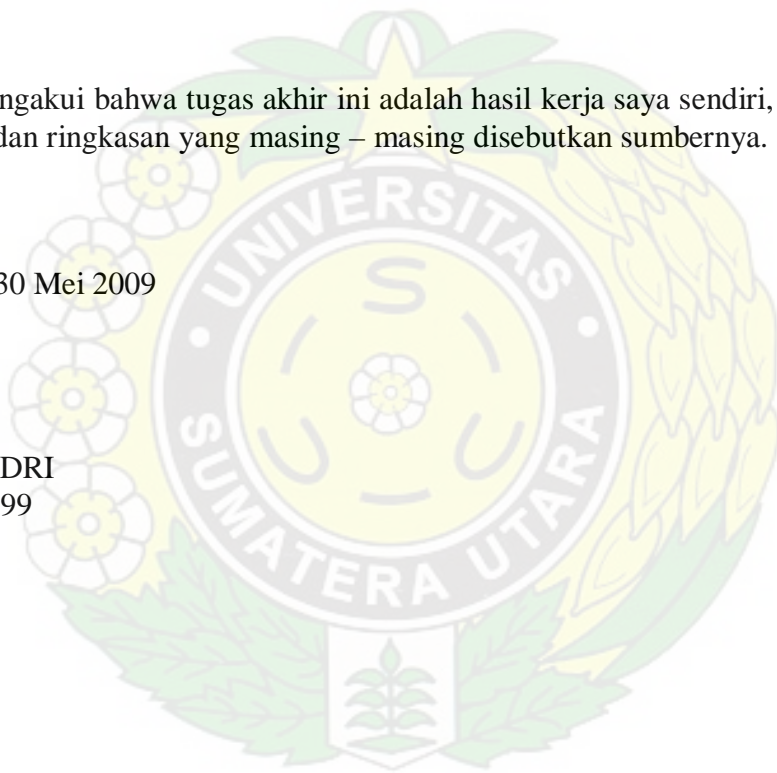 ngakui bahwa tugas akhir ini adalah hasil kerja saya sendiri,
dan ringkasan yang masing – masing disebutkan sumbernya.
30 Mei 2009
DRI
99
UNIVERSITAS
SUMATERA UTARA